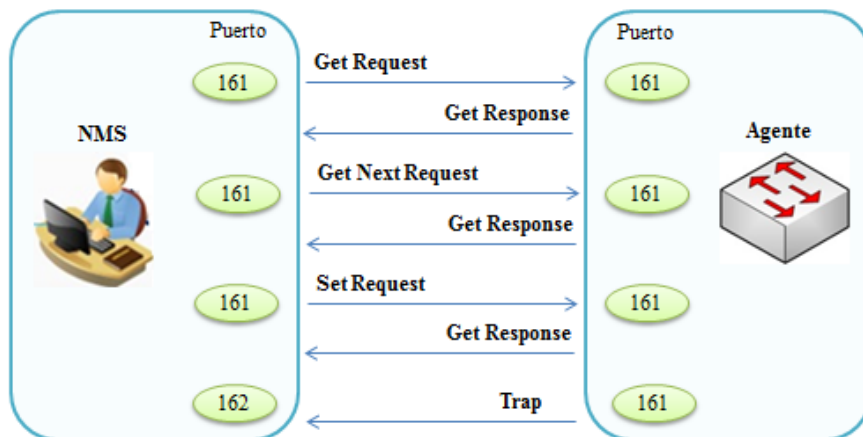 Puerto
Puerto
Get Request
161
161
Get Response
NMS
Agente
Get Next Request
161
161
Get Response
Set Request
161
161
Get Response
Trap
162
161